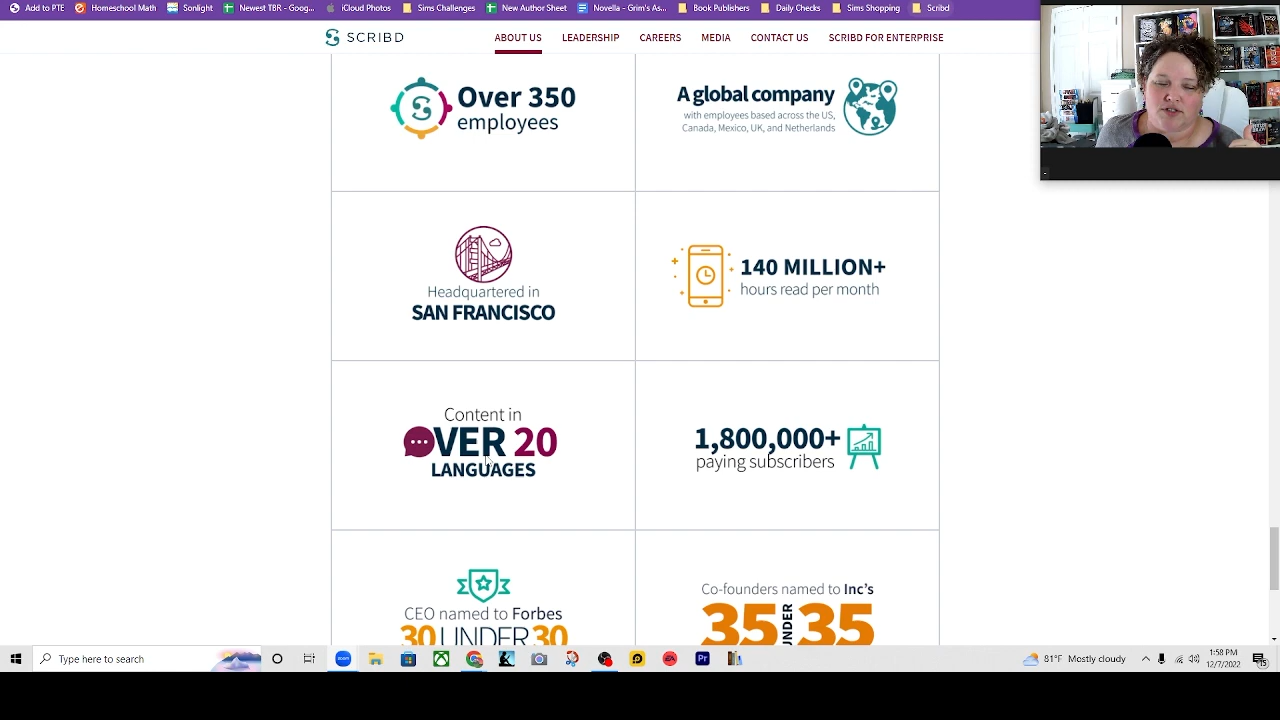 Add to PTE
Homeschool Math
Sonlight
Newest TBR - Goog...
iCloud Photos
Sims Challenges
New Author Sheet
Novella - Grim's As...
Book Publishers
Daily Checks
Sims Shopping
Scribd
SCRIBD
ABOUT US
LEADERSHIP
CAREERS
MEDIA
CONTACT US
SCRIBD FOR ENTERPRISE
Over 350
employees
A global company
with employees based across the US,
Canada, Mexico, UK, and Netherlands
Headquartered in
SAN FRANCISCO
140 MILLION+
hours read per month
Content in
OVER 20
LANGUAGES
1,800,000+
paying subscribers
CEO named to Forbes
30 UNDER 30
Co-founders named to Inc's
35 UNDER 35
Type here to search
81°F Mostly cloudy
1:58 PM
12/7/2022